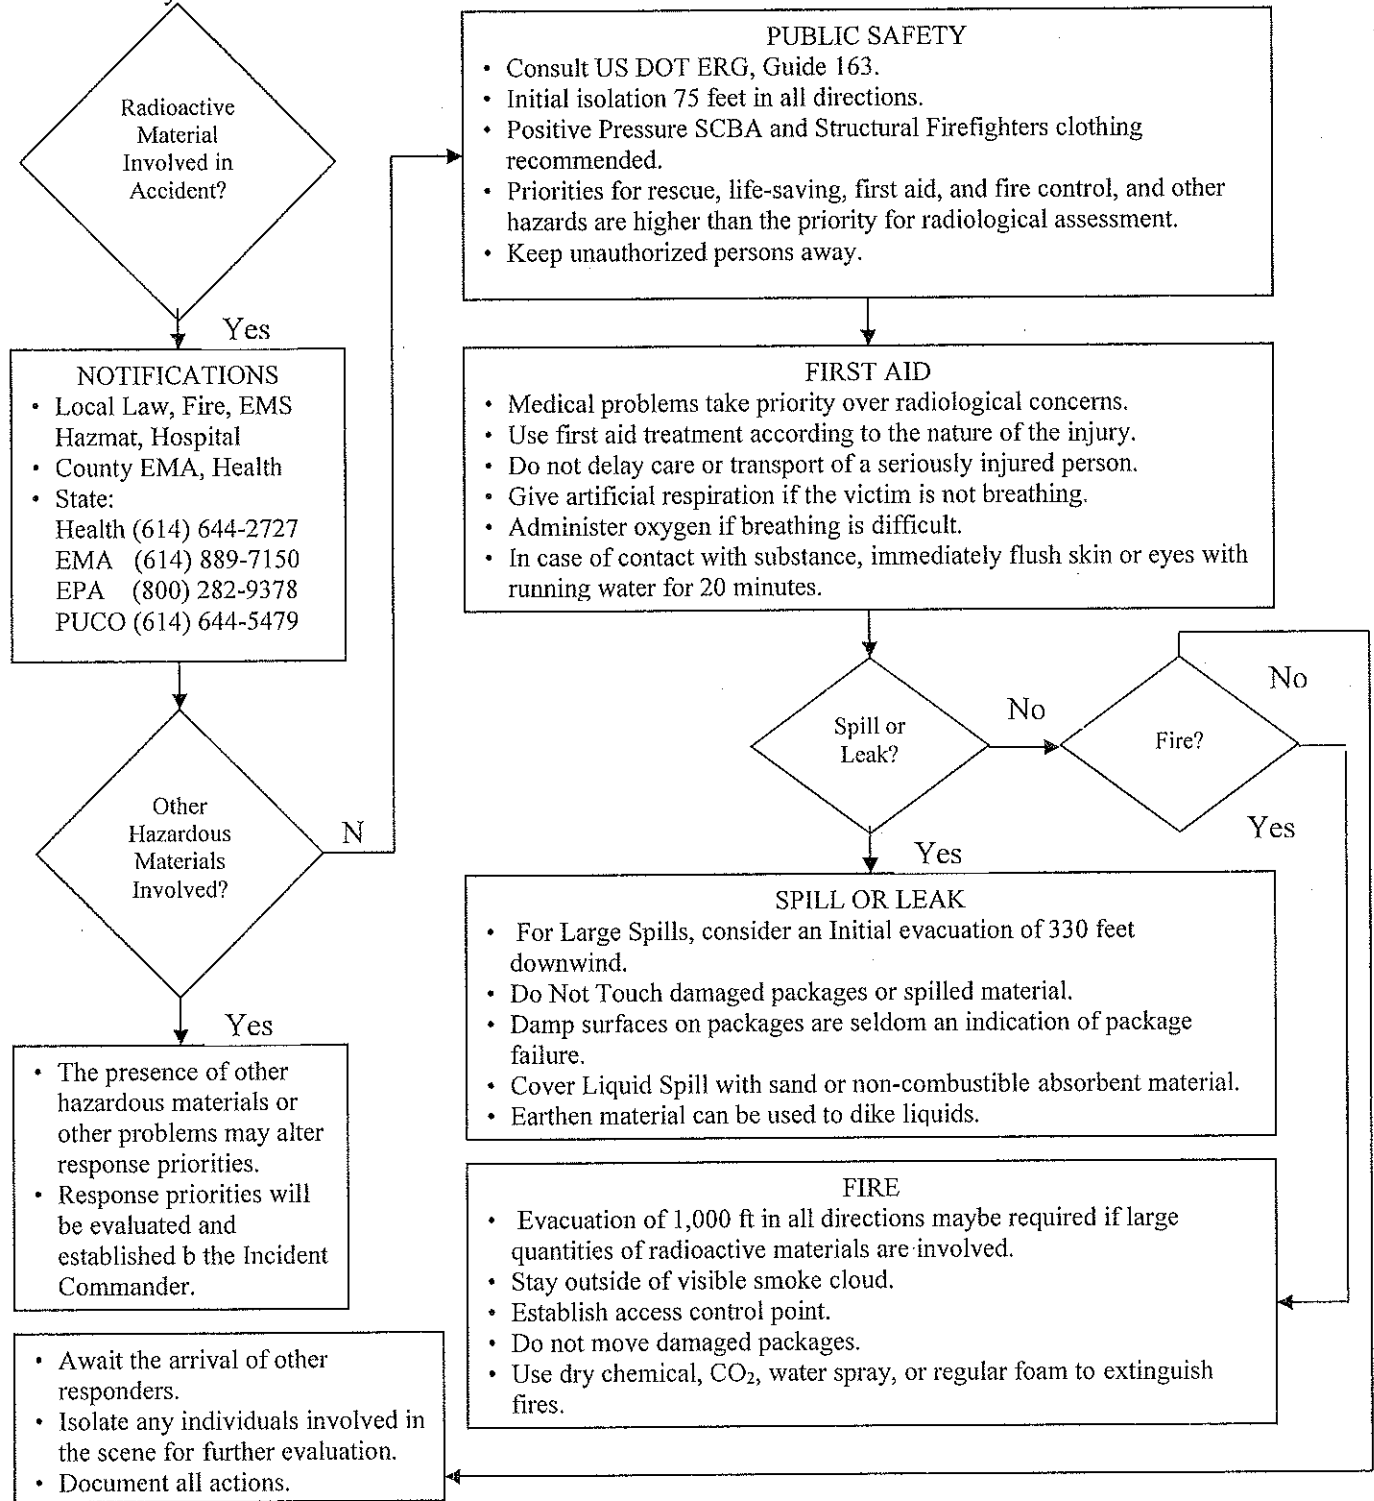 Radioactive
Material
Involved in
Accident?
Yes
NOTIFICATIONS
• Local Law, Fire, EMS
Hazmat, Hospital
• County EMA, Health
• State:
Health (614) 644-2727
EMA (614) 889-7150
EPA (800) 282-9378
PUCO (614) 644-5479
Other
Hazardous
Materials
Involved?
N
Yes
• The presence of other
hazardous materials or
other problems may alter
response priorities.
• Response priorities will
be evaluated and
established b the Incident
Commander.
PUBLIC SAFETY
• Consult US DOT ERG, Guide 163.
• Initial isolation 75 feet in all directions.
• Positive Pressure SCBA and Structural Firefighters clothing
recommended.
• Priorities for rescue, life-saving, first aid, and fire control, and other
hazards are higher than the priority for radiological assessment.
• Keep unauthorized persons away.
FIRST AID
• Medical problems take priority over radiological concerns.
• Use first aid treatment according to the nature of the injury.
• Do not delay care or transport of a seriously injured person.
• Give artificial respiration if the victim is not breathing.
• Administer oxygen if breathing is difficult.
• In case of contact with substance, immediately flush skin or eyes with
running water for 20 minutes.
Spill or
Leak?
No
Fire?
No
Yes
Yes
SPILL OR LEAK
• For Large Spills, consider an Initial evacuation of 330 feet
downwind.
• Do Not Touch damaged packages or spilled material.
• Damp surfaces on packages are seldom an indication of package
failure.
• Cover Liquid Spill with sand or non-combustible absorbent material.
• Earthen material can be used to dike liquids.
FIRE
• Evacuation of 1,000 ft in all directions maybe required if large
quantities of radioactive materials are involved.
• Stay outside of visible smoke cloud.
• Establish access control point.
• Do not move damaged packages.
• Use dry chemical, CO₂, water spray, or regular foam to extinguish
fires.
• Await the arrival of other
responders.
• Isolate any individuals involved in
the scene for further evaluation.
• Document all actions.